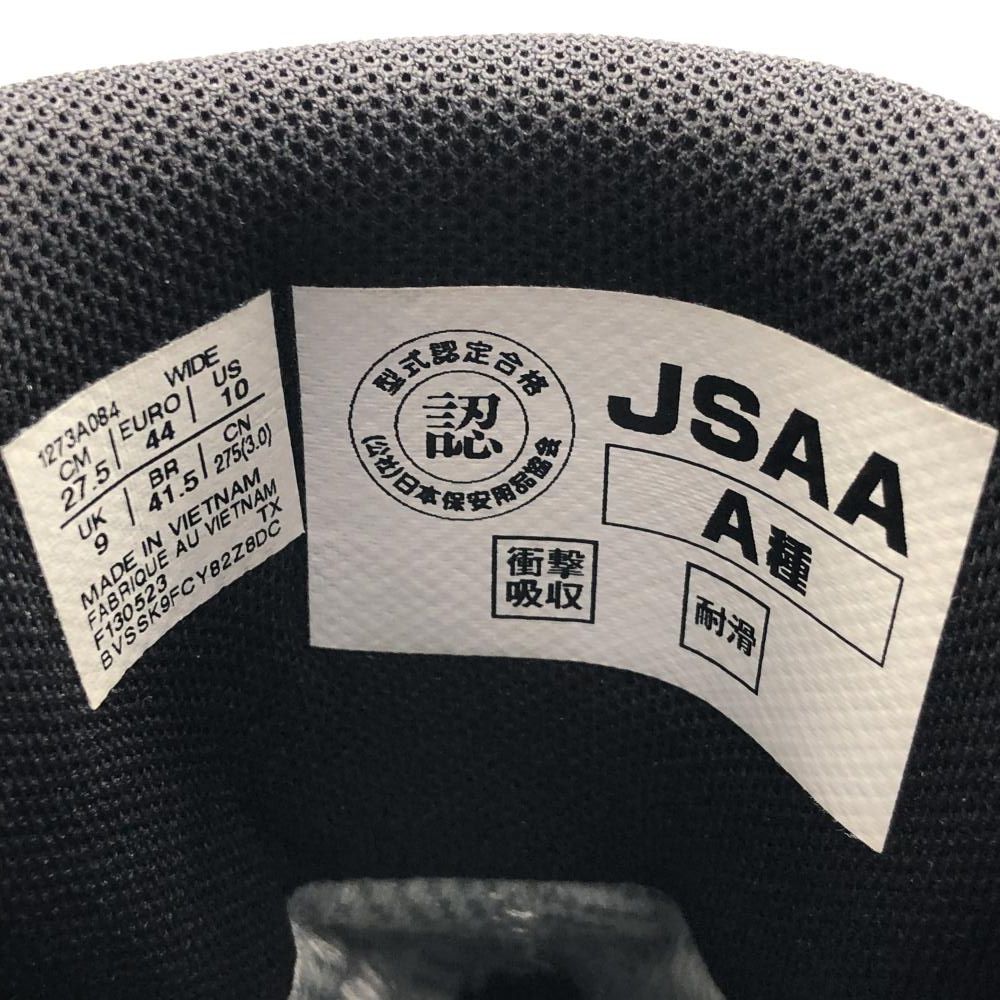 1273A084 WIDE
CM | EURO | US
27.5 | 44 | 10
UK | BR | CN
9 | 41.5 | 275(3.0)
MADE IN VIETNAM
FABRIQUE AU VIETNAM
F130523 TX
BVSSK9FCY82Z8DC
型式認定合格
認
(公社)日本保安用品協会
JSAA
A種
衝撃
吸収
耐滑